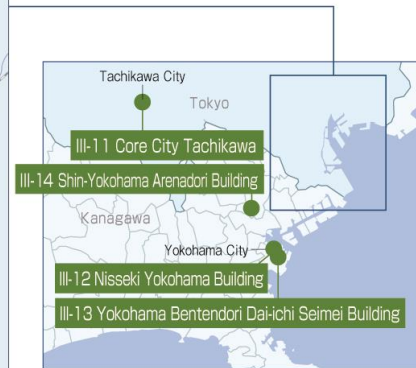 Tachikawa City
Tokyo
III-11 Core City Tachikawa
III-14 Shin-Yokohama Arenadori Building
Kanagawa
Yokohama City
III-12 Nisseki Yokohama Building
III-13 Yokohama Bentendori Dai-ichi Seimei Building